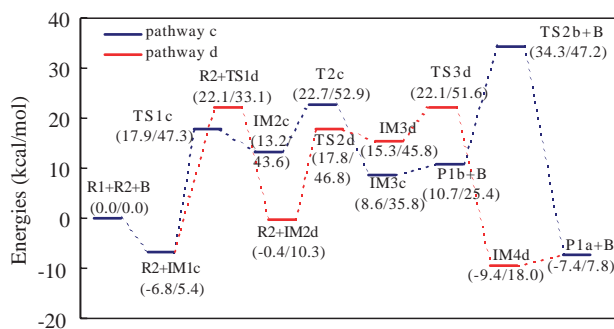 pathway c
pathway d
Energies (kcal/mol)
40
30
20
10
0
-10
-20
R1+R2+B
(0.0/0.0)
R2+IM1c
(-6.8/5.4)
TS1c
(17.9/47.3)
R2+TS1d
(22.1/33.1)
IM2c
(13.2/
43.6)
R2+IM2d
(-0.4/10.3)
T2c
(22.7/52.9)
TS2d
(17.8/
46.8)
IM3d
(15.3/45.8)
IM3c
(8.6/35.8)
TS3d
(22.1/51.6)
P1b+B
(10.7/25.4)
TS2b+B
(34.3/47.2)
IM4d
(-9.4/18.0)
P1a+B
(-7.4/7.8)